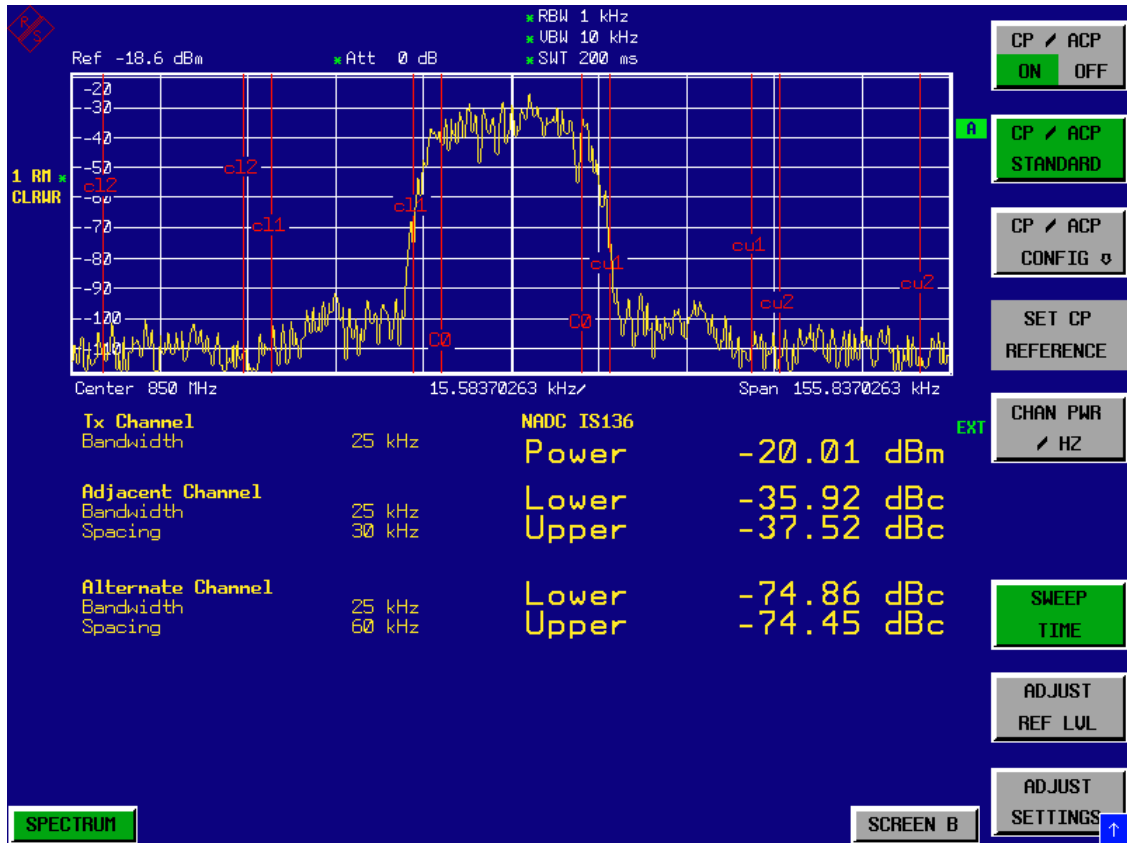 R/S
* RBW 1 kHz
* VBW 10 kHz
Ref -18.6 dBm * Att 0 dB * SWT 200 ms
-20
-30
-40
-50
-60
-70
-80
-90
-100
-110
1 RM *
CLRWR
A
cl2
cl2
cl1
cl1
C0
C0
cu1
cu1
cu2
cu2
Center 850 MHz 15.58370263 kHz/ Span 155.8370263 kHz
Tx Channel NADC IS136
Bandwidth 25 kHz
Power -20.01 dBm
EXT
Adjacent Channel
Lower -35.92 dBc
Bandwidth 25 kHz
Upper -37.52 dBc
Spacing 30 kHz
Alternate Channel
Lower -74.86 dBc
Bandwidth 25 kHz
Upper -74.45 dBc
Spacing 60 kHz
CP / ACP
ON OFF
CP / ACP
STANDARD
CP / ACP
CONFIG ⇩
SET CP
REFERENCE
CHAN PWR
/ HZ
SWEEP
TIME
ADJUST
REF LVL
ADJUST
SETTINGS
↑
SPECTRUM
SCREEN B